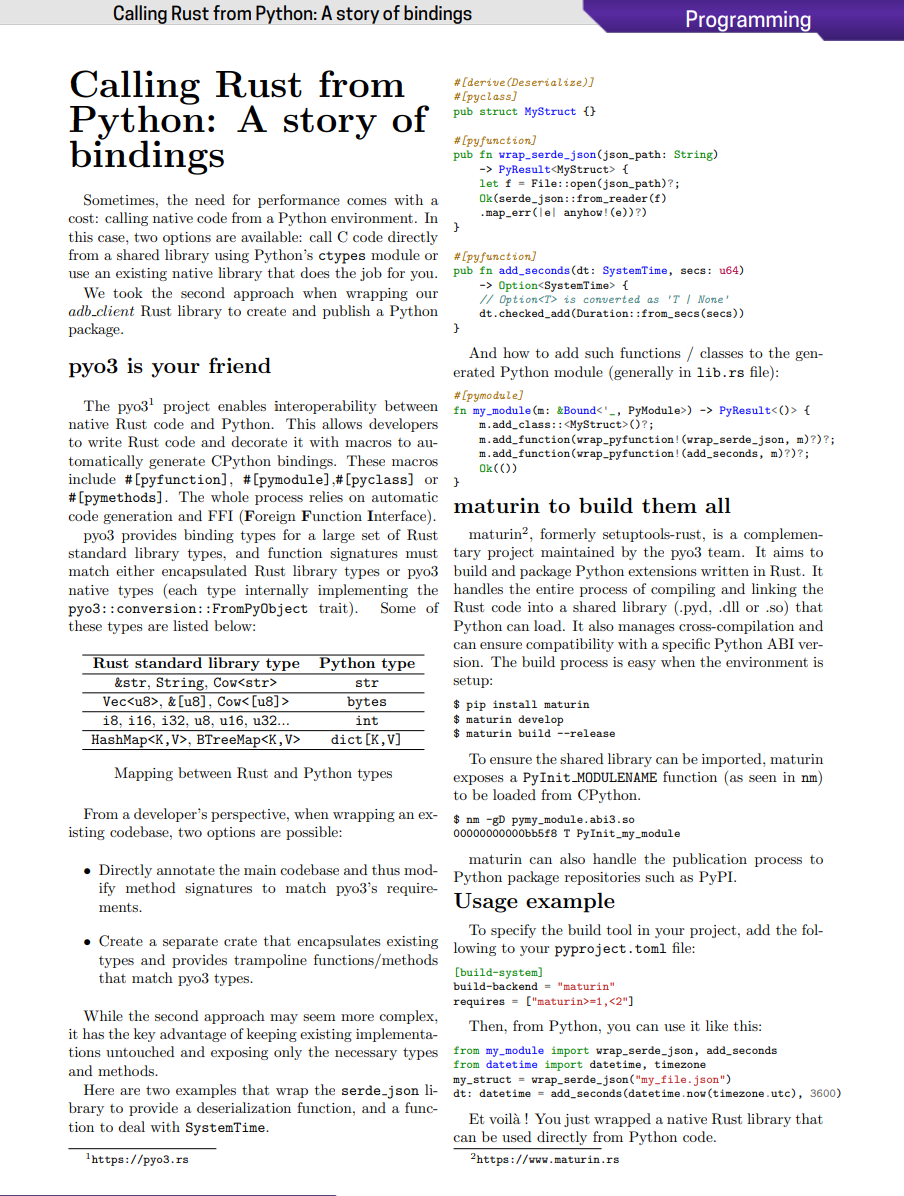 Calling Rust from Python: A story of bindings
Programming
Calling Rust from
Python: A story of
bindings
Sometimes, the need for performance comes with a
cost: calling native code from a Python environment. In
this case, two options are available: call C code directly
from a shared library using Python's ctypes module or
use an existing native library that does the job for you.
We took the second approach when wrapping our
adb_client Rust library to create and publish a Python
package.
pyo3 is your friend
The pyo3¹ project enables interoperability between
native Rust code and Python. This allows developers
to write Rust code and decorate it with macros to au-
tomatically generate CPython bindings. These macros
include #[pyfunction], #[pymodule],#[pyclass] or
#[pymethods]. The whole process relies on automatic
code generation and FFI (Foreign Function Interface).
pyo3 provides binding types for a large set of Rust
standard library types, and function signatures must
match either encapsulated Rust library types or pyo3
native types (each type internally implementing the
pyo3::conversion::FromPyObject trait). Some of
these types are listed below:
Rust standard library type Python type
&str, String, Cow<str> str
Vec<u8>, &[u8], Cow<[u8]> bytes
i8, i16, i32, u8, u16, u32... int
HashMap<K,V>, BTreeMap<K,V> dict[K,V]
Mapping between Rust and Python types
From a developer's perspective, when wrapping an ex-
isting codebase, two options are possible:
• Directly annotate the main codebase and thus mod-
ify method signatures to match pyo3's require-
ments.
• Create a separate crate that encapsulates existing
types and provides trampoline functions/methods
that match pyo3 types.
While the second approach may seem more complex,
it has the key advantage of keeping existing implementa-
tions untouched and exposing only the necessary types
and methods.
Here are two examples that wrap the serde_json li-
brary to provide a deserialization function, and a func-
tion to deal with SystemTime.
¹https://pyo3.rs
#[derive(Deserialize)]
#[pyclass]
pub struct MyStruct {}
#[pyfunction]
pub fn wrap_serde_json(json_path: String)
-> PyResult<MyStruct> {
let f = File::open(json_path)?;
Ok(serde_json::from_reader(f)
.map_err(|e| anyhow!(e))?)
}
#[pyfunction]
pub fn add_seconds(dt: SystemTime, secs: u64)
-> Option<SystemTime> {
// Option<T> is converted as 'T | None'
dt.checked_add(Duration::from_secs(secs))
}
And how to add such functions / classes to the gen-
erated Python module (generally in lib.rs file):
#[pymodule]
fn my_module(m: &Bound<'_, PyModule>) -> PyResult<()> {
m.add_class::<MyStruct>()?;
m.add_function(wrap_pyfunction!(wrap_serde_json, m)?)?;
m.add_function(wrap_pyfunction!(add_seconds, m)?)?;
Ok(())
}
maturin to build them all
maturin², formerly setuptools-rust, is a complemen-
tary project maintained by the pyo3 team. It aims to
build and package Python extensions written in Rust. It
handles the entire process of compiling and linking the
Rust code into a shared library (.pyd, .dll or .so) that
Python can load. It also manages cross-compilation and
can ensure compatibility with a specific Python ABI ver-
sion. The build process is easy when the environment is
setup:
$ pip install maturin
$ maturin develop
$ maturin build --release
To ensure the shared library can be imported, maturin
exposes a PyInit_MODULENAME function (as seen in nm)
to be loaded from CPython.
$ nm -gD pymy_module.abi3.so
00000000000bb5f8 T PyInit_my_module
maturin can also handle the publication process to
Python package repositories such as PyPI.
Usage example
To specify the build tool in your project, add the fol-
lowing to your pyproject.toml file:
[build-system]
build-backend = "maturin"
requires = ["maturin>=1,<2"]
Then, from Python, you can use it like this:
from my_module import wrap_serde_json, add_seconds
from datetime import datetime, timezone
my_struct = wrap_serde_json("my_file.json")
dt: datetime = add_seconds(datetime.now(timezone.utc), 3600)
Et voilà ! You just wrapped a native Rust library that
can be used directly from Python code.
²https://www.maturin.rs